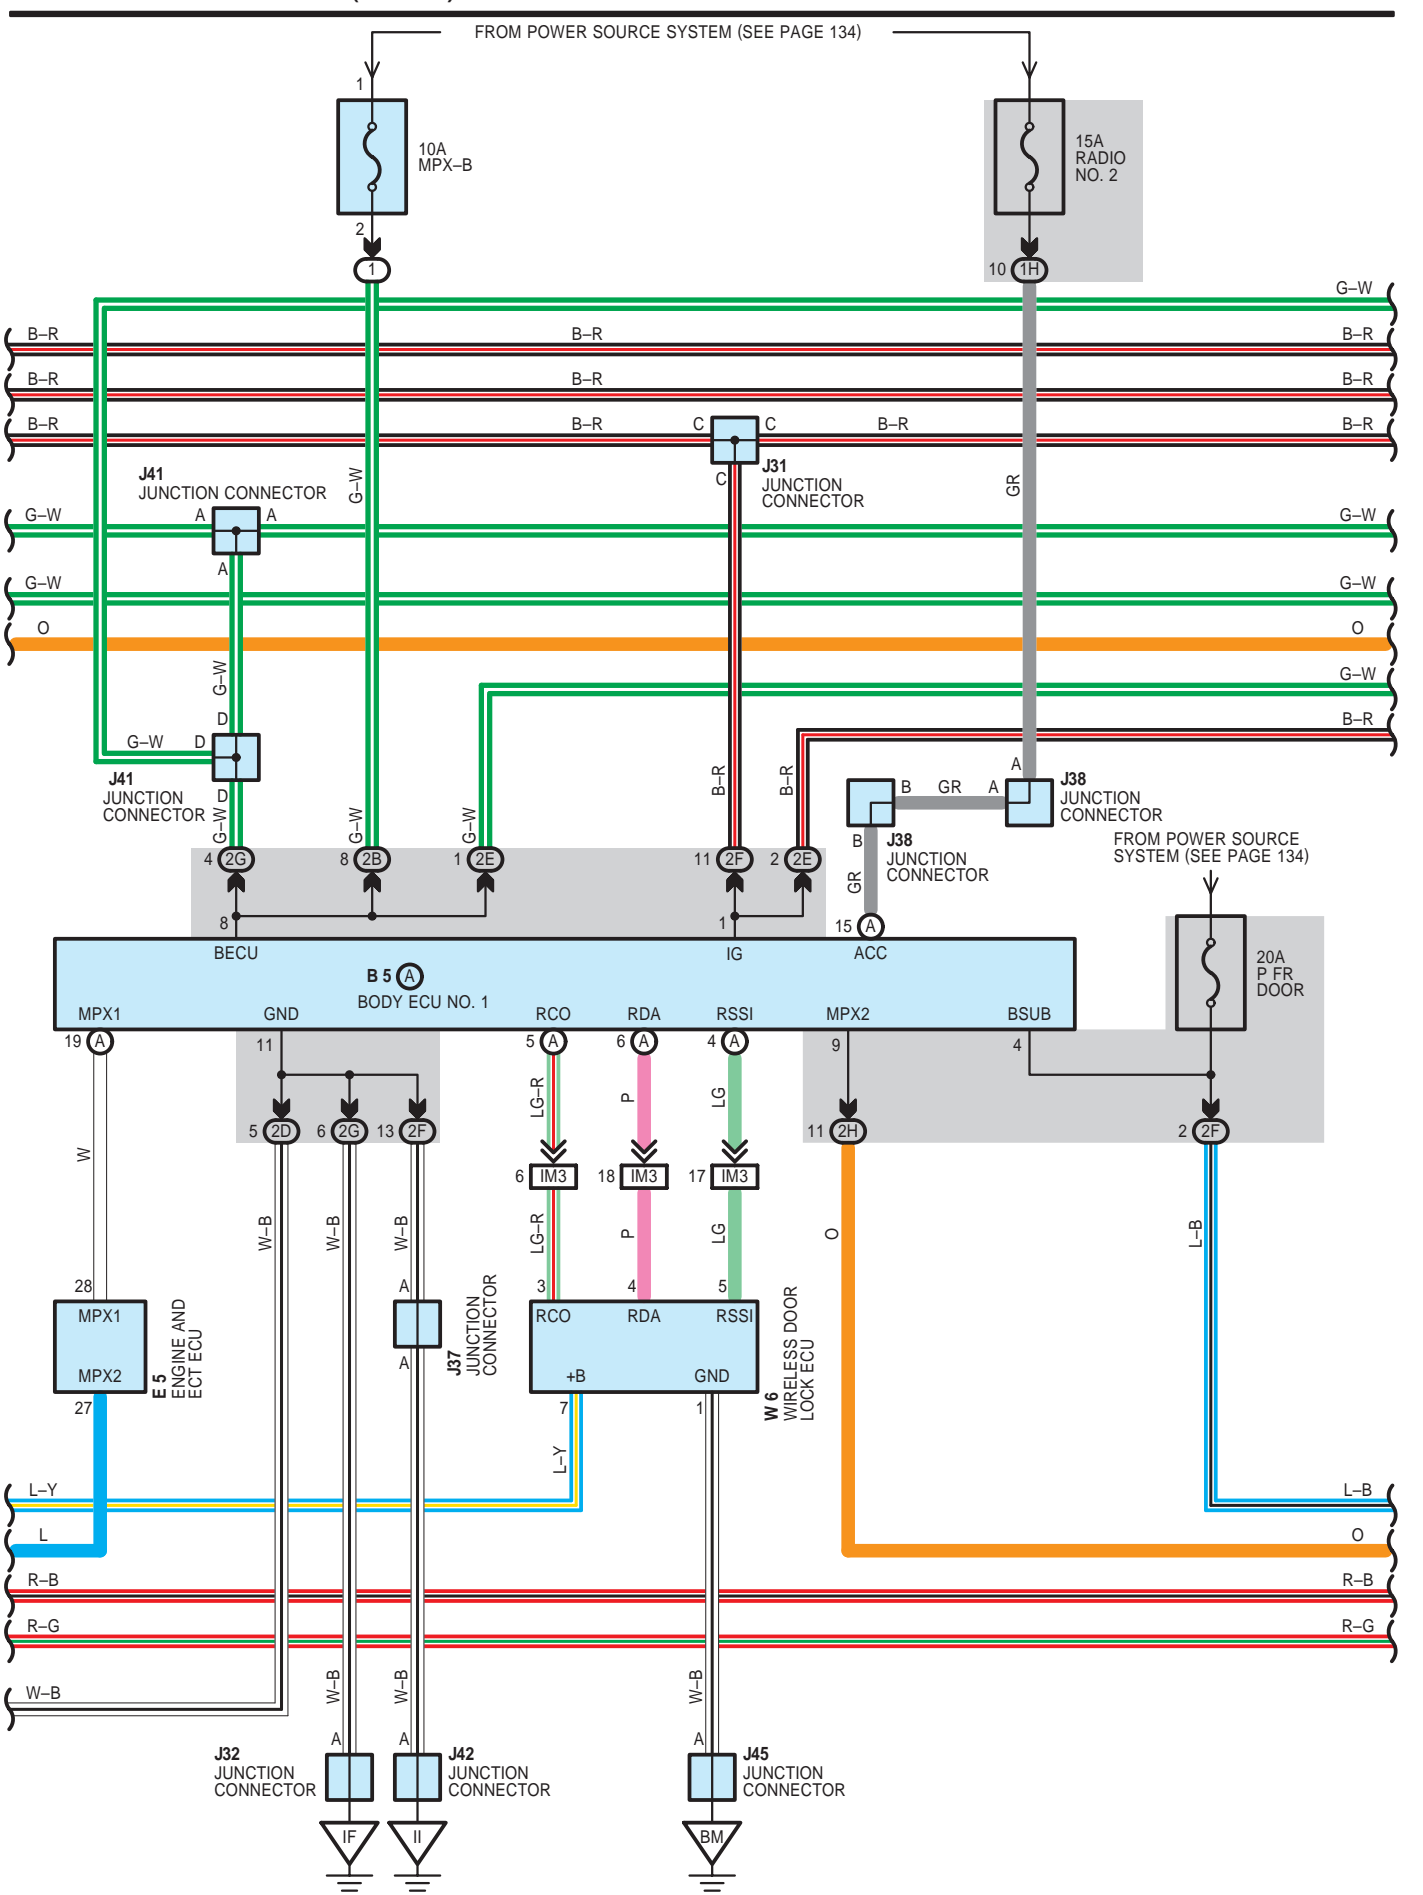 FROM POWER SOURCE SYSTEM (SEE PAGE 134)
1
10A
MPX–B
15A
RADIO
NO. 2
2
1
10 1H
G–W
B–R B–R B–R
B–R B–R B–R
B–R B–R C C B–R B–R
J41
JUNCTION CONNECTOR
G–W
C
J31
JUNCTION
CONNECTOR
GR
G–W A A G–W
A
G–W G–W
O O
G–W
G–W
D
B–R
G–W D
J41
JUNCTION
CONNECTOR
D
G–W
G–W
G–W
B–R
B–R
A
B GR A
J38
JUNCTION
CONNECTOR
B
J38
JUNCTION
CONNECTOR
GR
FROM POWER SOURCE
SYSTEM (SEE PAGE 134)
4 2G 8 2B 1 2E 11 2F 2 2E
8 1 15 A
BECU IG ACC
B 5 A
BODY ECU NO. 1
20A
P FR
DOOR
MPX1 GND RCO RDA RSSI MPX2 BSUB
19 A 11 5 A 6 A 4 A 9 4
LG–R P LG
5 2D 6 2G 13 2F 11 2H 2 2F
W
6 IM3 18 IM3 17 IM3
W–B W–B W–B LG–R P LG O L–B
28 A 3 4 5
MPX1
MPX2
E 5
ENGINE AND
ECT ECU
J37
JUNCTION
CONNECTOR
A
RCO RDA RSSI
+B GND
W 6
WIRELESS DOOR
LOCK ECU
27 7 1
L–Y
L–Y L–B
L O
R–B R–B
R–G R–G
W–B W–B W–B
W–B
A A A
J32
JUNCTION
CONNECTOR
J42
JUNCTION
CONNECTOR
J45
JUNCTION
CONNECTOR
IF II BM